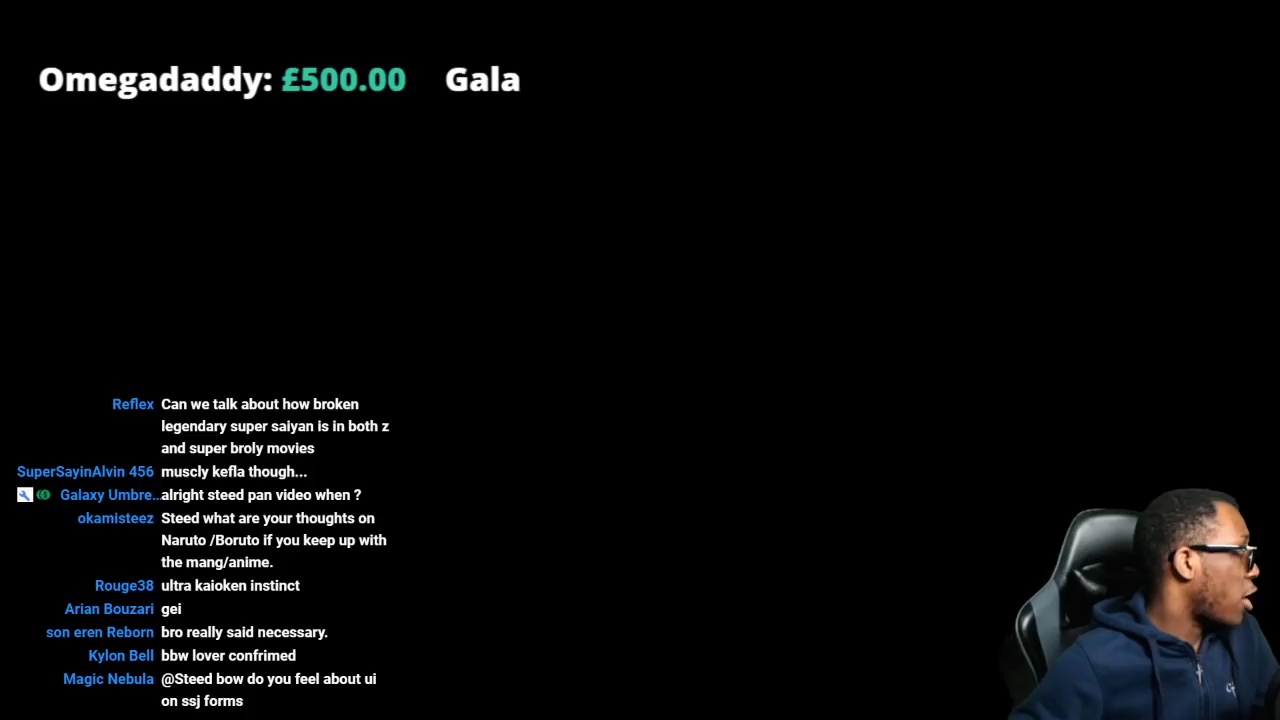 Omegadaddy: £500.00 Gala
Reflex Can we talk about how broken
legendary super saiyan is in both z
and super broly movies
SuperSayinAlvin 456 muscly kefla though...
Galaxy Umbre... alright steed pan video when ?
okamisteez Steed what are your thoughts on
Naruto /Boruto if you keep up with
the mang/anime.
Rouge38 ultra kaioken instinct
Arian Bouzari gei
son eren Reborn bro really said necessary.
Kylon Bell bbw lover confrimed
Magic Nebula @Steed bow do you feel about ui
on ssj forms